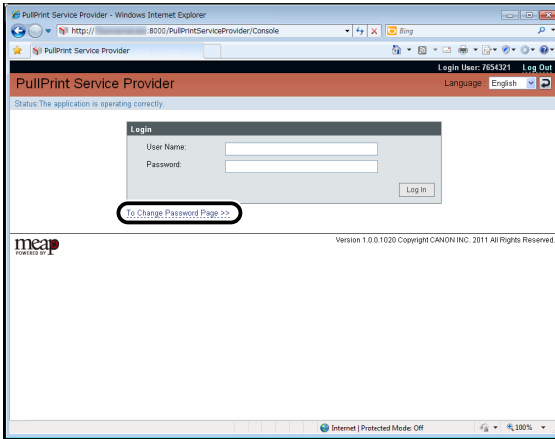 PullPrint Service Provider - Windows Internet Explorer
http:// :8000/PullPrintServiceProvider/Console
Bing
PullPrint Service Provider
Login User: 7654321 Log Out
PullPrint Service Provider
Language : English
Status:The application is operating correctly.
Login
User Name:
Password:
Log In
To Change Password Page >>
meap
POWERED BY
Version 1.0.0.1020 Copyright CANON INC. 2011 All Rights Reserved.
Internet | Protected Mode: Off
100%